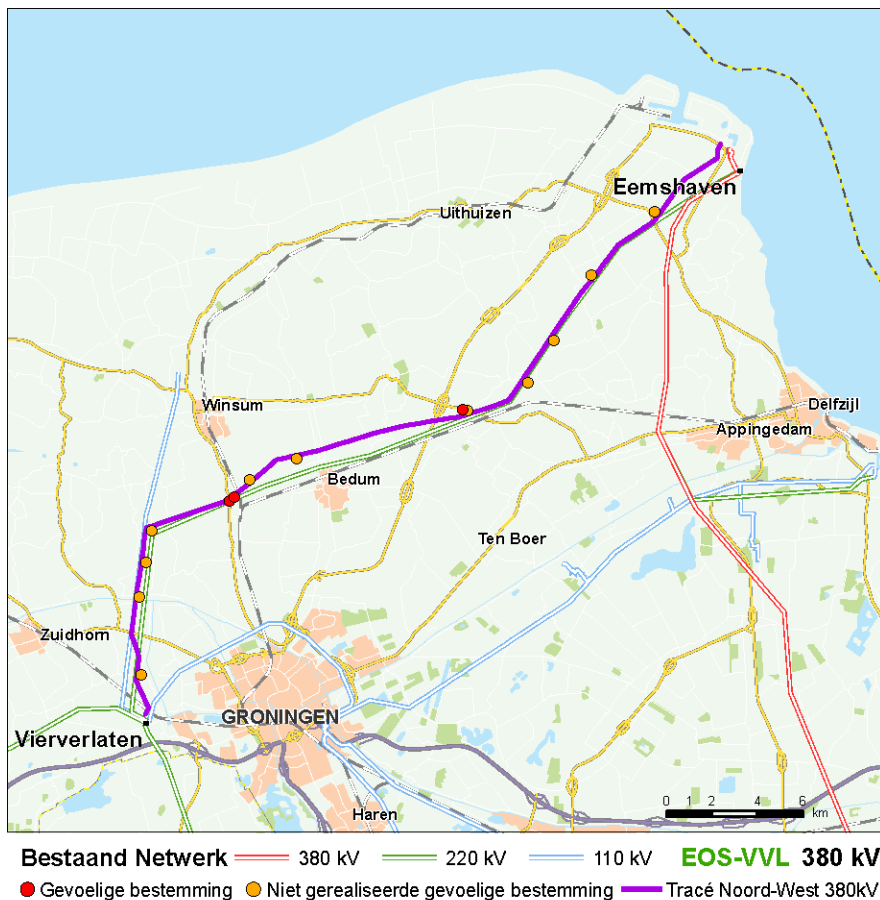 Eemshaven
Uithuizen
Winsum
Delfzijl
Appingedam
Bedum
Ten Boer
Zuidhorn
GRONINGEN
Vierverlaten
Haren
0 2 4 6
km
Bestaand Netwerk 380 kV 220 kV 110 kV EOS-VVL 380 kV
Gevoelige bestemming Niet gerealiseerde gevoelige bestemming Tracé Noord-West 380kV